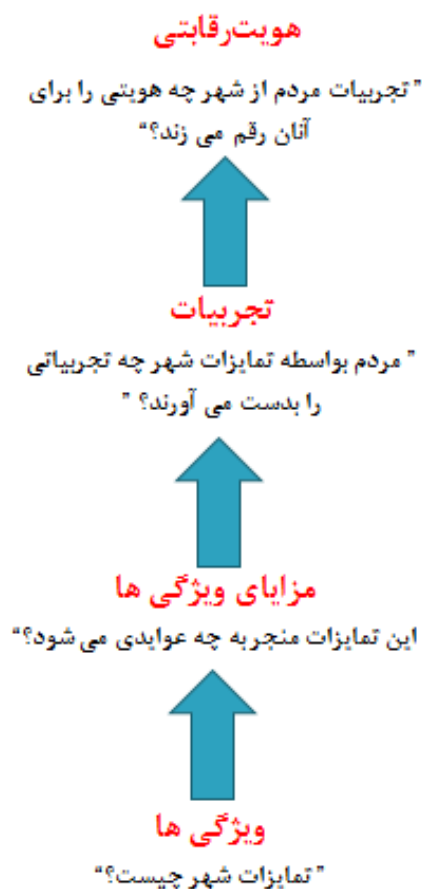 هویت‌رقابتی
" تجربیات مردم از شهر چه هویتی را برای
آنان رقم می زند؟"
تجربیات
" مردم بواسطه تمایزات شهر چه تجربیاتی
را بدست می آورند؟ "
مزایای ویژگی ها
این تمایزات منجربه چه عوایدی می شود؟"
ویژگی ها
" تمایزات شهر چیست؟"